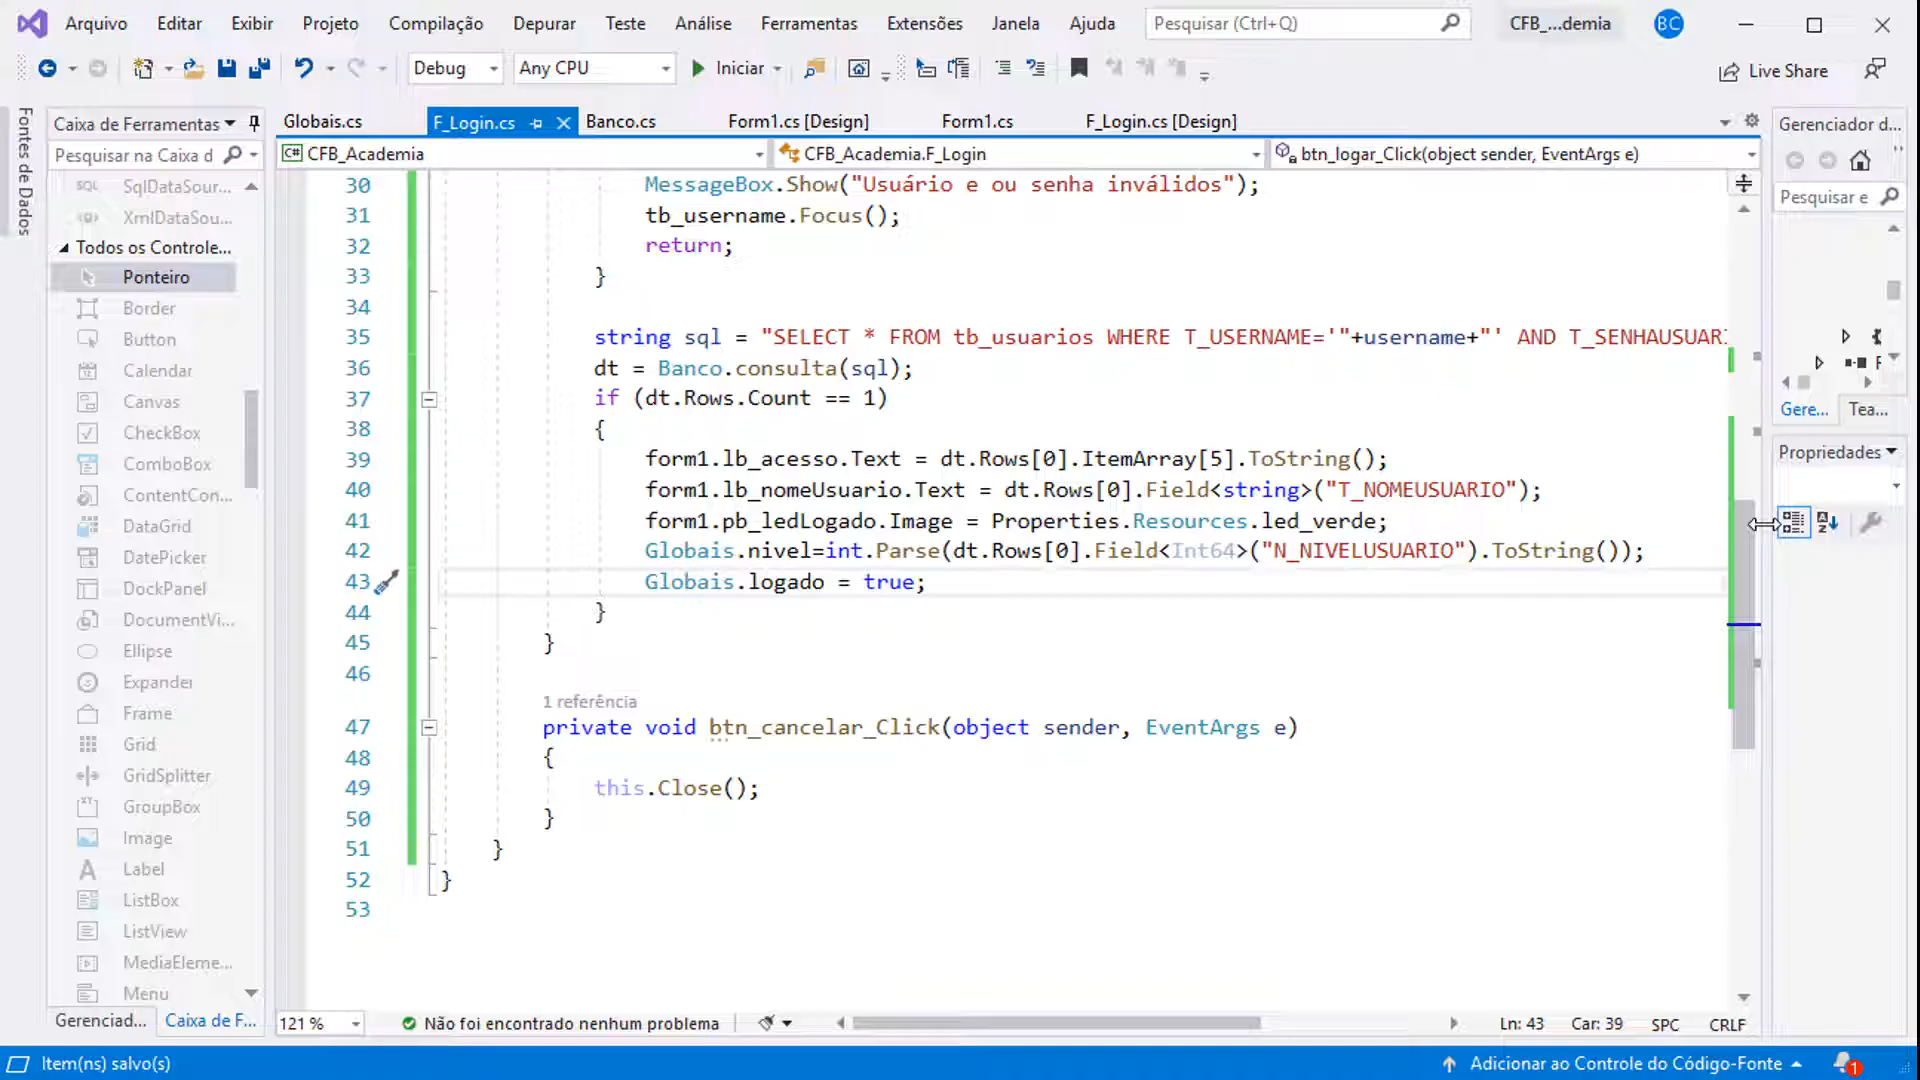 Arquivo Editar Exibir Projeto Compilação Depurar Teste Análise Ferramentas Extensões Janela Ajuda Pesquisar (Ctrl+Q) CFB_...demia BC
Debug Any CPU Iniciar Live Share
Fontes de Dados
Caixa de Ferramentas
Pesquisar na Caixa d
SqlDataSour...
XmlDataSou...
Todos os Controle...
Ponteiro
Border
Button
Calendar
Canvas
CheckBox
ComboBox
ContentCon...
DataGrid
DatePicker
DockPanel
DocumentVi...
Ellipse
Expander
Frame
Grid
GridSplitter
GroupBox
Image
Label
ListBox
ListView
MediaEleme...
Menu
Gerenciad... Caixa de F...
Globais.cs F_Login.cs Banco.cs Form1.cs [Design] Form1.cs F_Login.cs [Design]
C# CFB_Academia CFB_Academia.F_Login btn_logar_Click(object sender, EventArgs e)
30 MessageBox.Show("Usuário e ou senha inválidos");
31 tb_username.Focus();
32 return;
33 }
34
35 string sql = "SELECT * FROM tb_usuarios WHERE T_USERNAME='"+username+"' AND T_SENHAUSUARI
36 dt = Banco.consulta(sql);
37 if (dt.Rows.Count == 1)
38 {
39 form1.lb_acesso.Text = dt.Rows[0].ItemArray[5].ToString();
40 form1.lb_nomeUsuario.Text = dt.Rows[0].Field<string>("T_NOMEUSUARIO");
41 form1.pb_ledLogado.Image = Properties.Resources.led_verde;
42 Globais.nivel=int.Parse(dt.Rows[0].Field<Int64>("N_NIVELUSUARIO").ToString());
43 Globais.logado = true;
44 }
45 }
46
1 referência
47 private void btn_cancelar_Click(object sender, EventArgs e)
48 {
49 this.Close();
50 }
51 }
52 }
53
121 % Não foi encontrado nenhum problema Ln: 43 Car: 39 SPC CRLF
Gerenciador d...
Pesquisar e
Gere... Tea...
Propriedades
Item(ns) salvo(s) Adicionar ao Controle do Código-Fonte 1